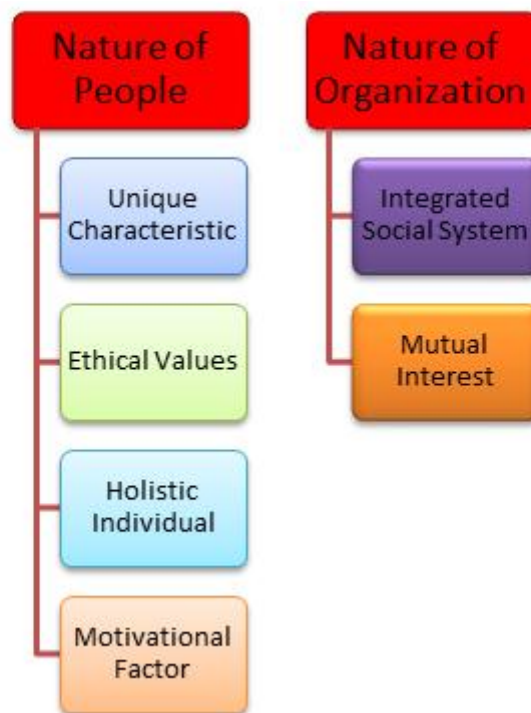 Nature of
People
Unique
Characteristic
Ethical Values
Holistic
Individual
Motivational
Factor
Nature of
Organization
Integrated
Social System
Mutual
Interest